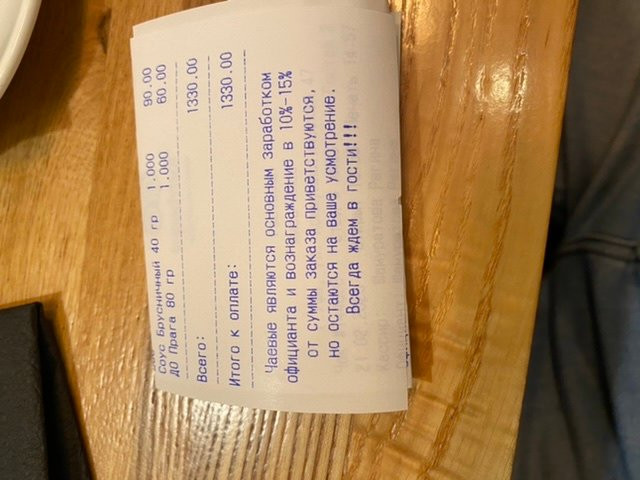 Соус Брусничный 40 гр 1.000 90.00
ДО Прага 80 гр 1.000 60.00
Всего: 1330.00
Итого к оплате: 1330.00
Чаевые являются основным заработком
официанта и вознаграждение в 10%-15%
от суммы заказа приветствуются,
но остаются на ваше усмотрение.
Всегда ждем в гости!!!